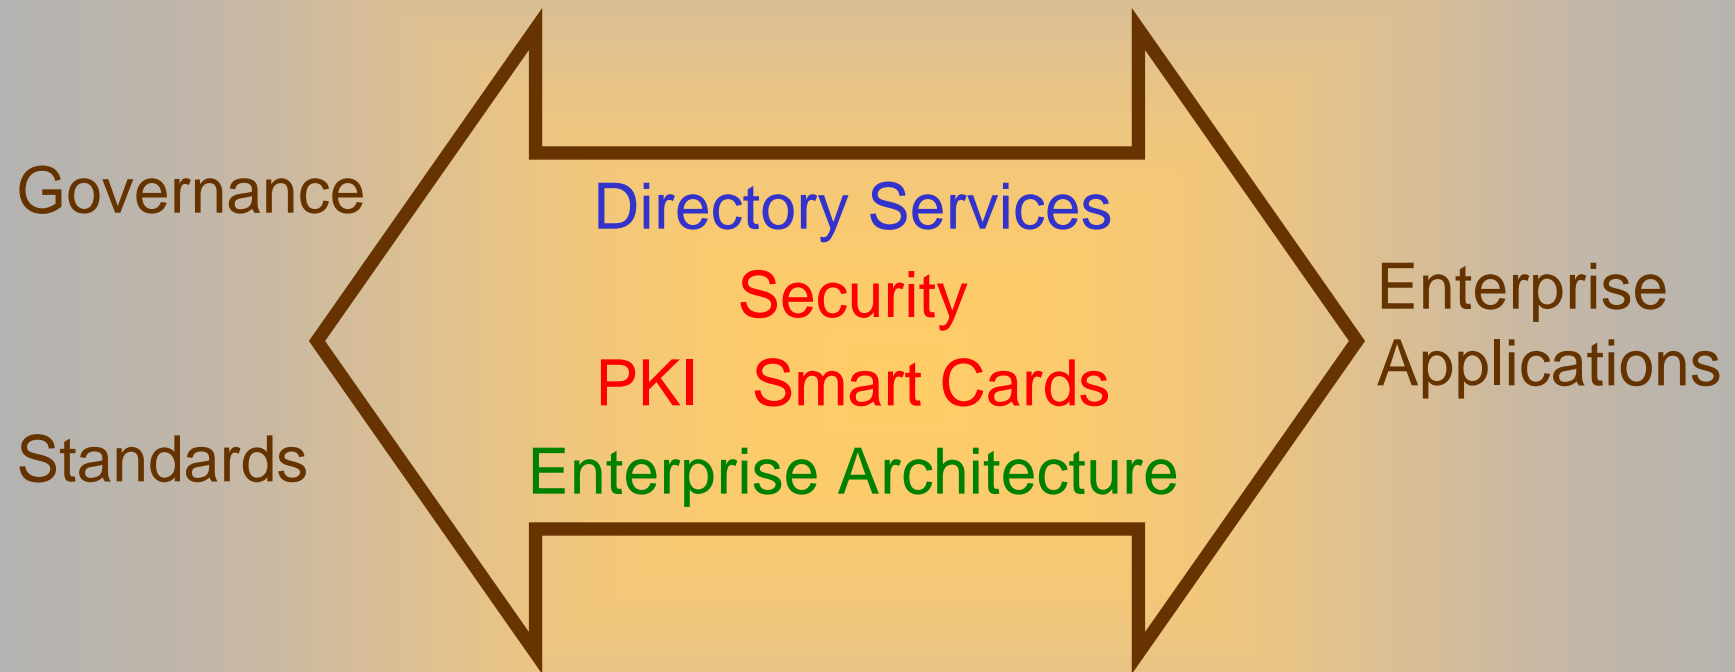 Governance
Standards
Directory Services
Security
PKI Smart Cards
Enterprise Architecture
Enterprise
Applications